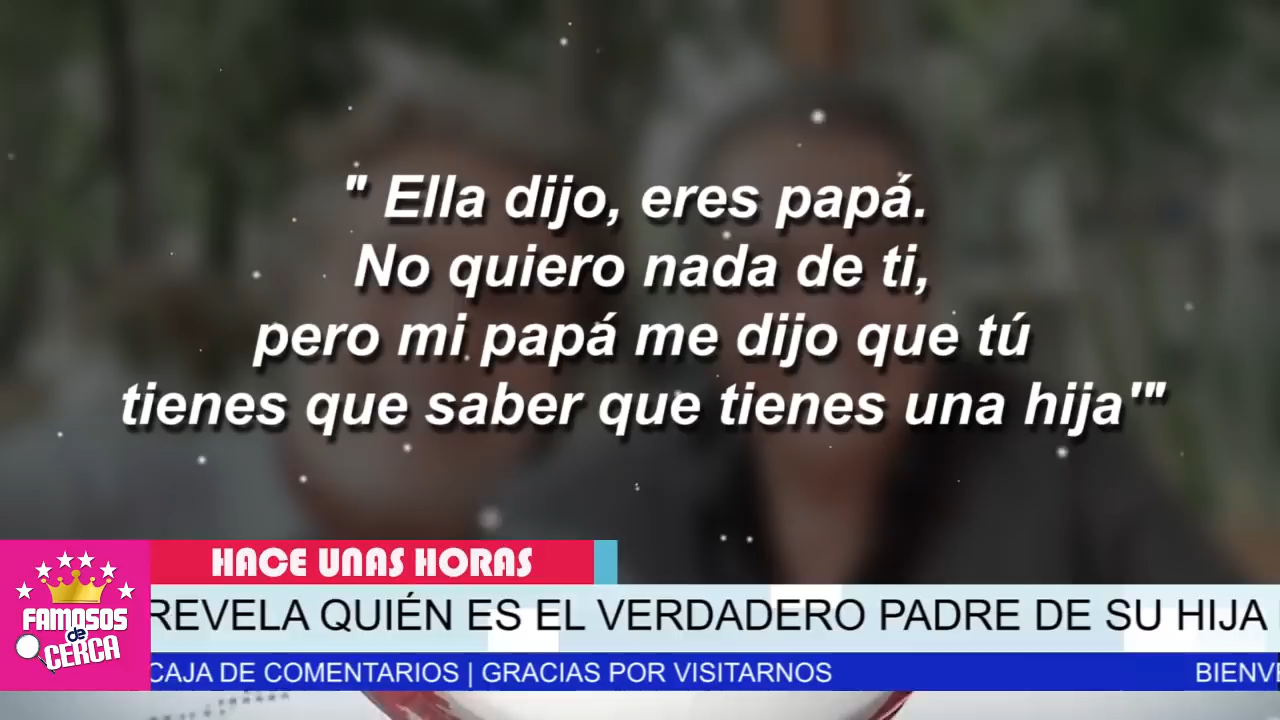 " Ella dijo, eres papá.
No quiero nada de ti,
pero mi papá me dijo que tú
tienes que saber que tienes una hija'"
HACE UNAS HORAS
FAMOSOS
de
CERCA
REVELA QUIÉN ES EL VERDADERO PADRE DE SU HIJA
CAJA DE COMENTARIOS | GRACIAS POR VISITARNOS BIENVE